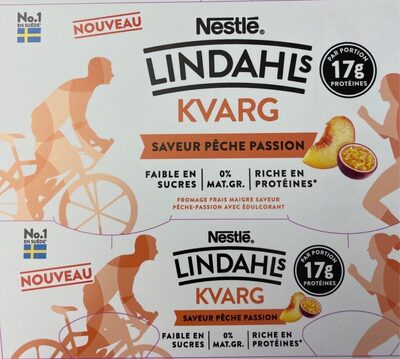 No.1
EN SUÈDE*
NOUVEAU
Nestlé®
LINDAHLS
KVARG
PAR PORTION
17g
PROTÉINES
SAVEUR PÊCHE PASSION
FAIBLE EN SUCRES
0% MAT.GR.
RICHE EN PROTÉINES*
FROMAGE FRAIS MAIGRE SAVEUR
PÊCHE-PASSION AVEC ÉDULCORANT
No.1
EN SUÈDE*
NOUVEAU
Nestlé®
LINDAHLS
KVARG
PAR PORTION
17g
PROTÉINES
SAVEUR PÊCHE PASSION
FAIBLE EN SUCRES
0% MAT.GR.
RICHE EN PROTÉINES*